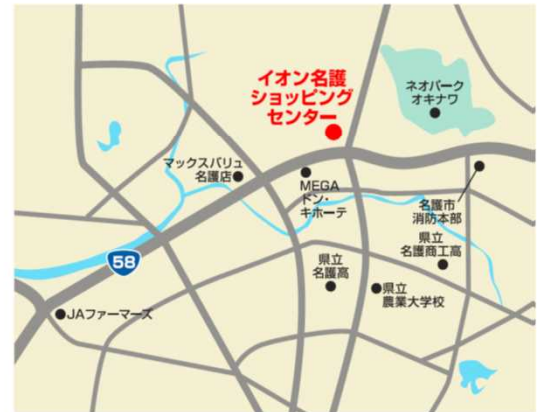 イオン名護
ショッピング
センター
ネオパーク
オキナワ
マックスバリュ
名護店
MEGA
ドン・
キホーテ
名護市
消防本部
県立
名護商工高
県立
名護高
県立
農業大学校
58
JAファーマーズ